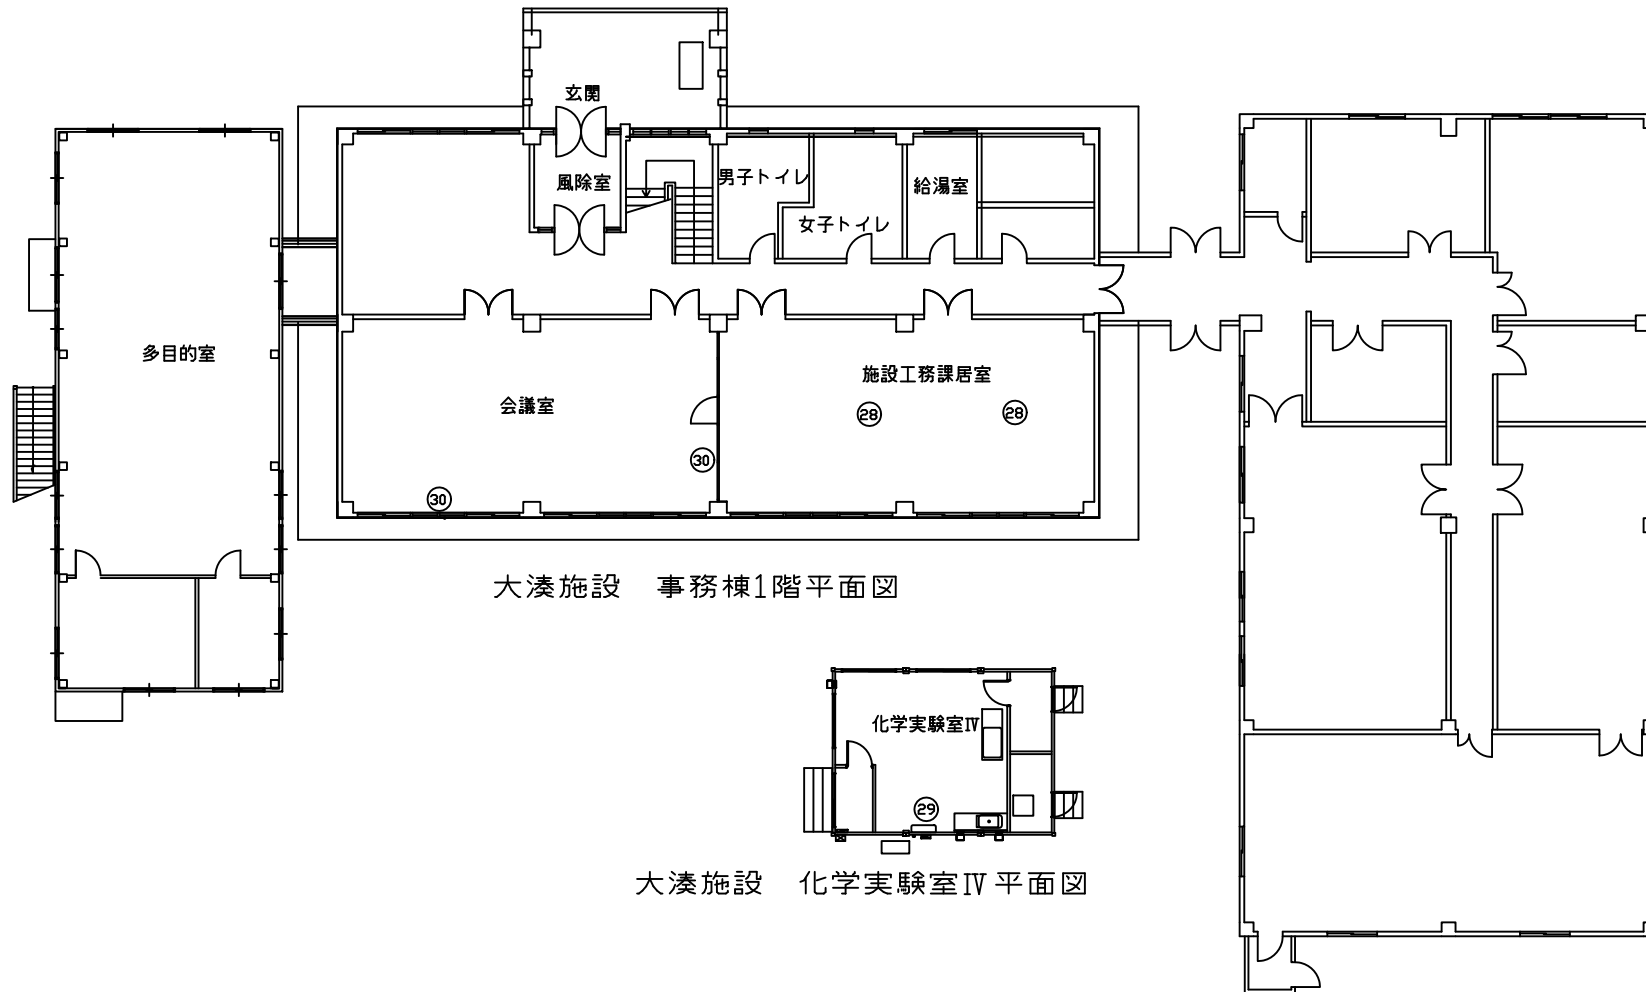 玄関
風除室
男子トイレ
給湯室
女子トイレ
多目的室
施設工務課居室
会議室
28
28
30
30
大湊施設 事務棟1階平面図
化学実験室Ⅳ
29
大湊施設 化学実験室Ⅳ平面図